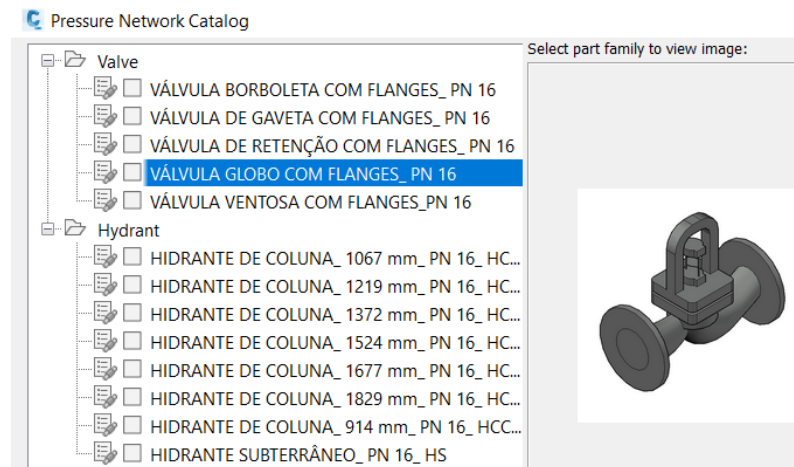 Pressure Network Catalog
Select part family to view image:
Valve
VÁLVULA BORBOLETA COM FLANGES_ PN 16
VÁLVULA DE GAVETA COM FLANGES_ PN 16
VÁLVULA DE RETENÇÃO COM FLANGES_ PN 16
VÁLVULA GLOBO COM FLANGES_ PN 16
VÁLVULA VENTOSA COM FLANGES_PN 16
Hydrant
HIDRANTE DE COLUNA_ 1067 mm_ PN 16_ HC...
HIDRANTE DE COLUNA_ 1219 mm_ PN 16_ HC...
HIDRANTE DE COLUNA_ 1372 mm_ PN 16_ HC...
HIDRANTE DE COLUNA_ 1524 mm_ PN 16_ HC...
HIDRANTE DE COLUNA_ 1677 mm_ PN 16_ HC...
HIDRANTE DE COLUNA_ 1829 mm_ PN 16_ HC...
HIDRANTE DE COLUNA_ 914 mm_ PN 16_ HCC...
HIDRANTE SUBTERRÂNEO_ PN 16_ HS